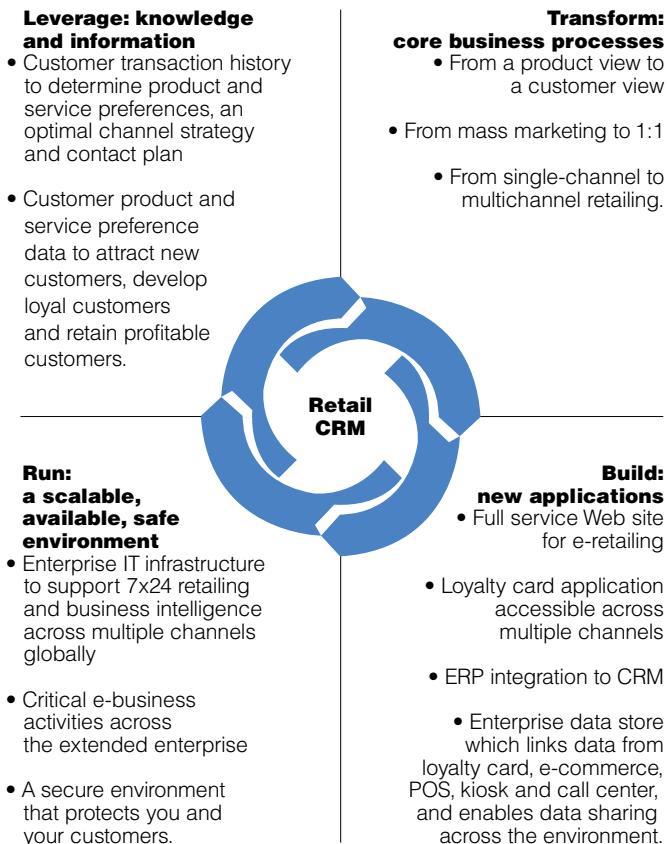 Leverage: knowledge
and information
• Customer transaction history
to determine product and
service preferences, an
optimal channel strategy
and contact plan
• Customer product and
service preference
data to attract new
customers, develop
loyal customers
and retain profitable
customers.
Transform:
core business processes
• From a product view to
a customer view
• From mass marketing to 1:1
• From single-channel to
multichannel retailing.
Retail
CRM
Run:
a scalable,
available, safe
environment
• Enterprise IT infrastructure
to support 7x24 retailing
and business intelligence
across multiple channels
globally
• Critical e-business
activities across
the extended enterprise
• A secure environment
that protects you and
your customers.
Build:
new applications
• Full service Web site
for e-retailing
• Loyalty card application
accessible across
multiple channels
• ERP integration to CRM
• Enterprise data store
which links data from
loyalty card, e-commerce,
POS, kiosk and call center,
and enables data sharing
across the environment.